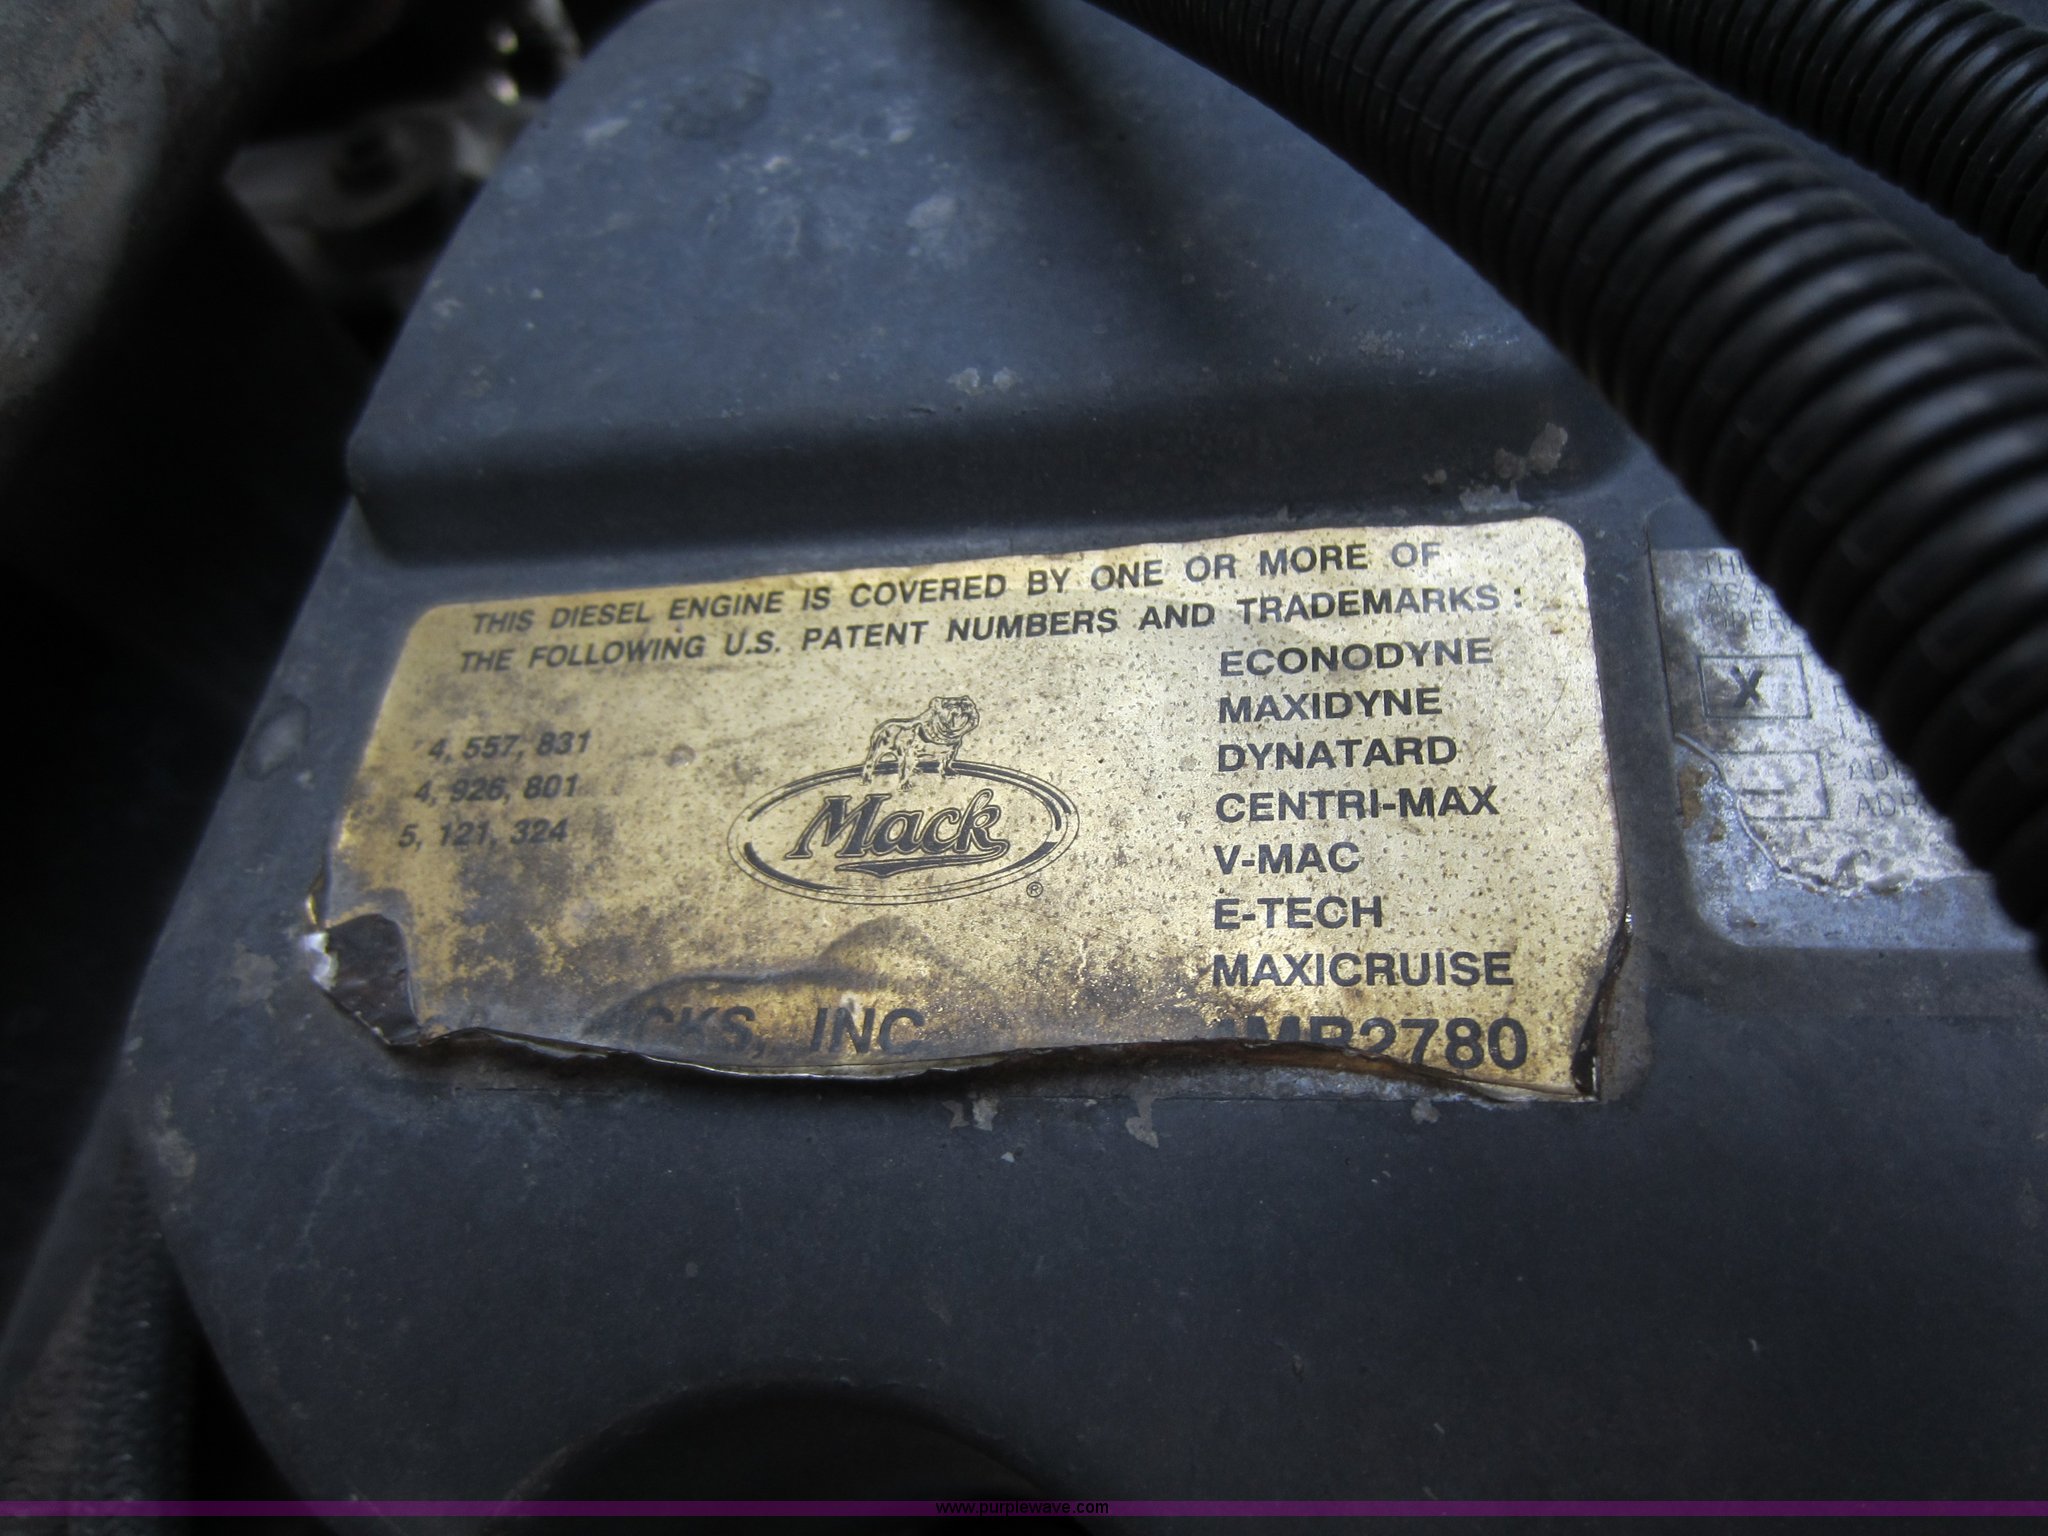 THIS DIESEL ENGINE IS COVERED BY ONE OR MORE OF
THE FOLLOWING U.S. PATENT NUMBERS AND TRADEMARKS :
4, 557, 831
4, 926, 801
5, 121, 324
Mack
®
ECONODYNE
MAXIDYNE
DYNATARD
CENTRI-MAX
V-MAC
E-TECH
MAXICRUISE
CKS, INC
MR2780
AS A
X
www.purplewave.com